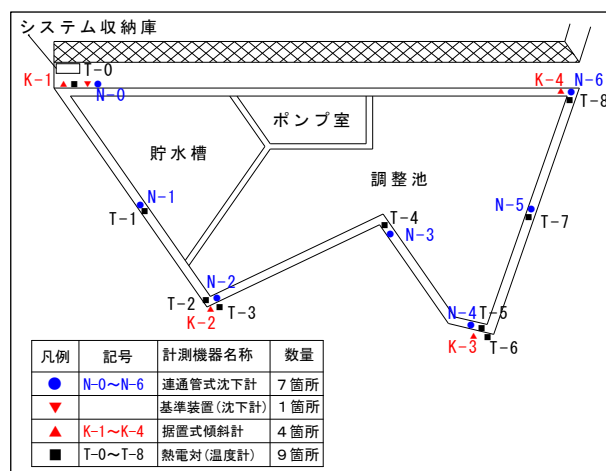 システム収納庫
T-0
K-1
N-0
K-4
N-6
T-8
ポンプ室
貯水槽
調整池
N-1
T-1
N-5
T-7
T-4
N-3
N-2
T-2
T-3
K-2
N-4
T-5
K-3
T-6
凡例 記号 計測機器名称 数量
N-0～N-6 連通管式沈下計 7箇所
基準装置(沈下計) 1箇所
K-1～K-4 据置式傾斜計 4箇所
T-0～T-8 熱電対(温度計) 9箇所